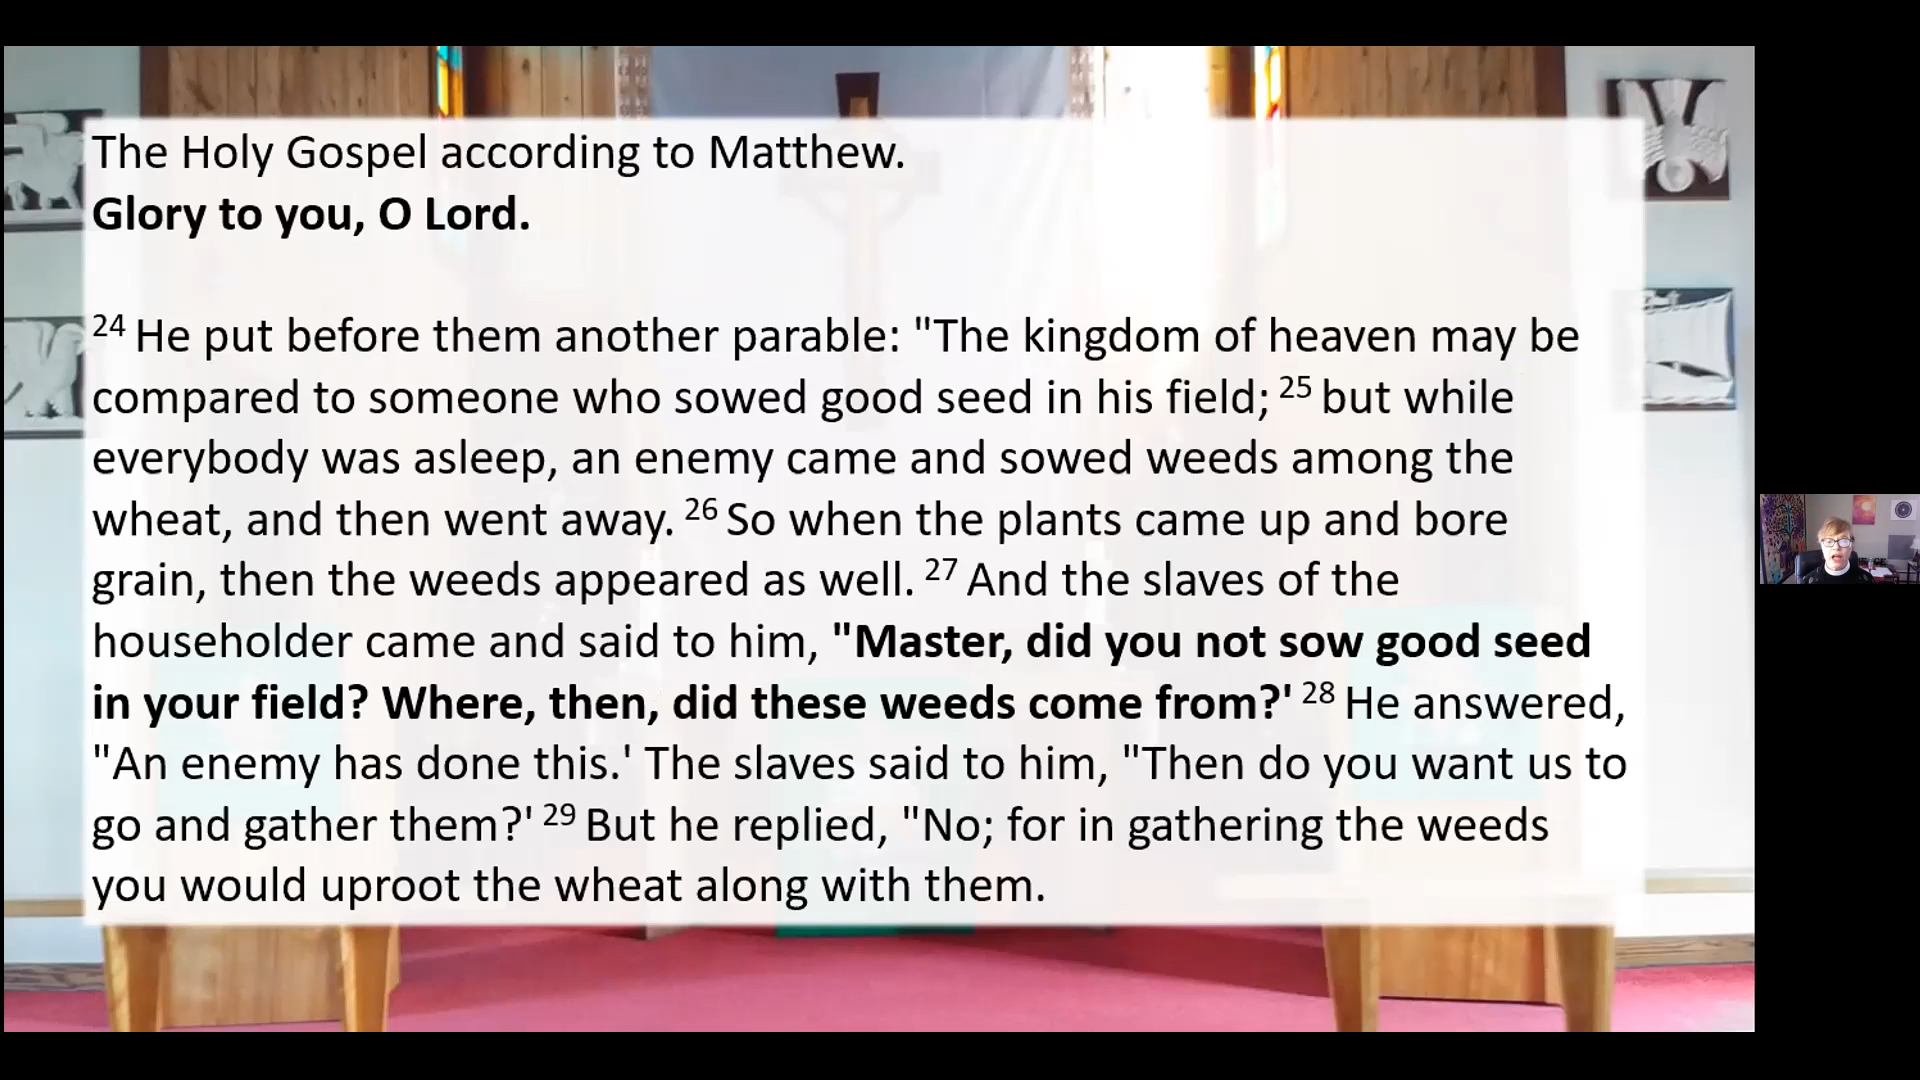 The Holy Gospel according to Matthew.
Glory to you, O Lord.
24 He put before them another parable: "The kingdom of heaven may be
compared to someone who sowed good seed in his field; 25 but while
everybody was asleep, an enemy came and sowed weeds among the
wheat, and then went away. 26 So when the plants came up and bore
grain, then the weeds appeared as well. 27 And the slaves of the
householder came and said to him, "Master, did you not sow good seed
in your field? Where, then, did these weeds come from?' 28 He answered,
"An enemy has done this.' The slaves said to him, "Then do you want us to
go and gather them?' 29 But he replied, "No; for in gathering the weeds
you would uproot the wheat along with them.